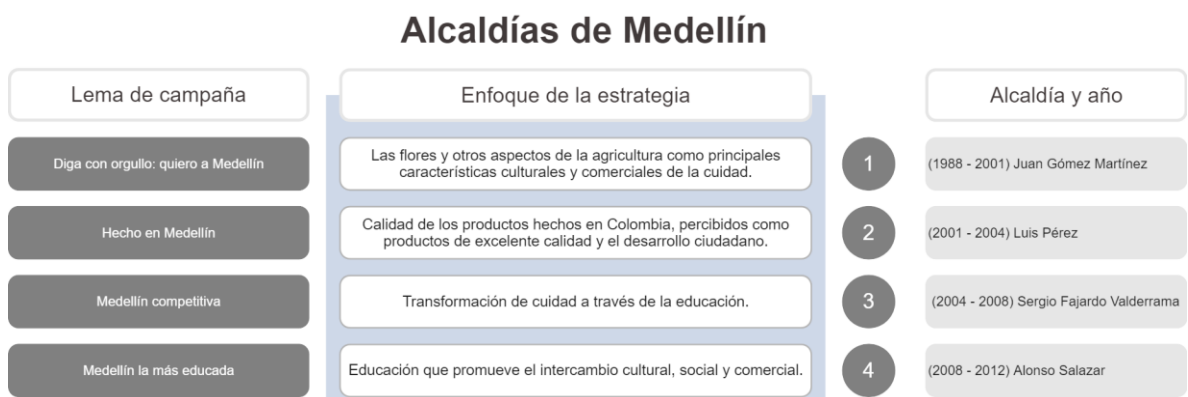 Alcaldías de Medellín
Lema de campaña
Enfoque de la estrategia
Alcaldía y año
Diga con orgullo: quiero a Medellín
Las flores y otros aspectos de la agricultura como principales
características culturales y comerciales de la cuidad.
1
(1988 - 2001) Juan Gómez Martínez
Hecho en Medellín
Calidad de los productos hechos en Colombia, percibidos como
productos de excelente calidad y el desarrollo ciudadano.
2
(2001 - 2004) Luis Pérez
Medellín competitiva
Transformación de cuidad a través de la educación.
3
(2004 - 2008) Sergio Fajardo Valderrama
Medellín la más educada
Educación que promueve el intercambio cultural, social y comercial.
4
(2008 - 2012) Alonso Salazar